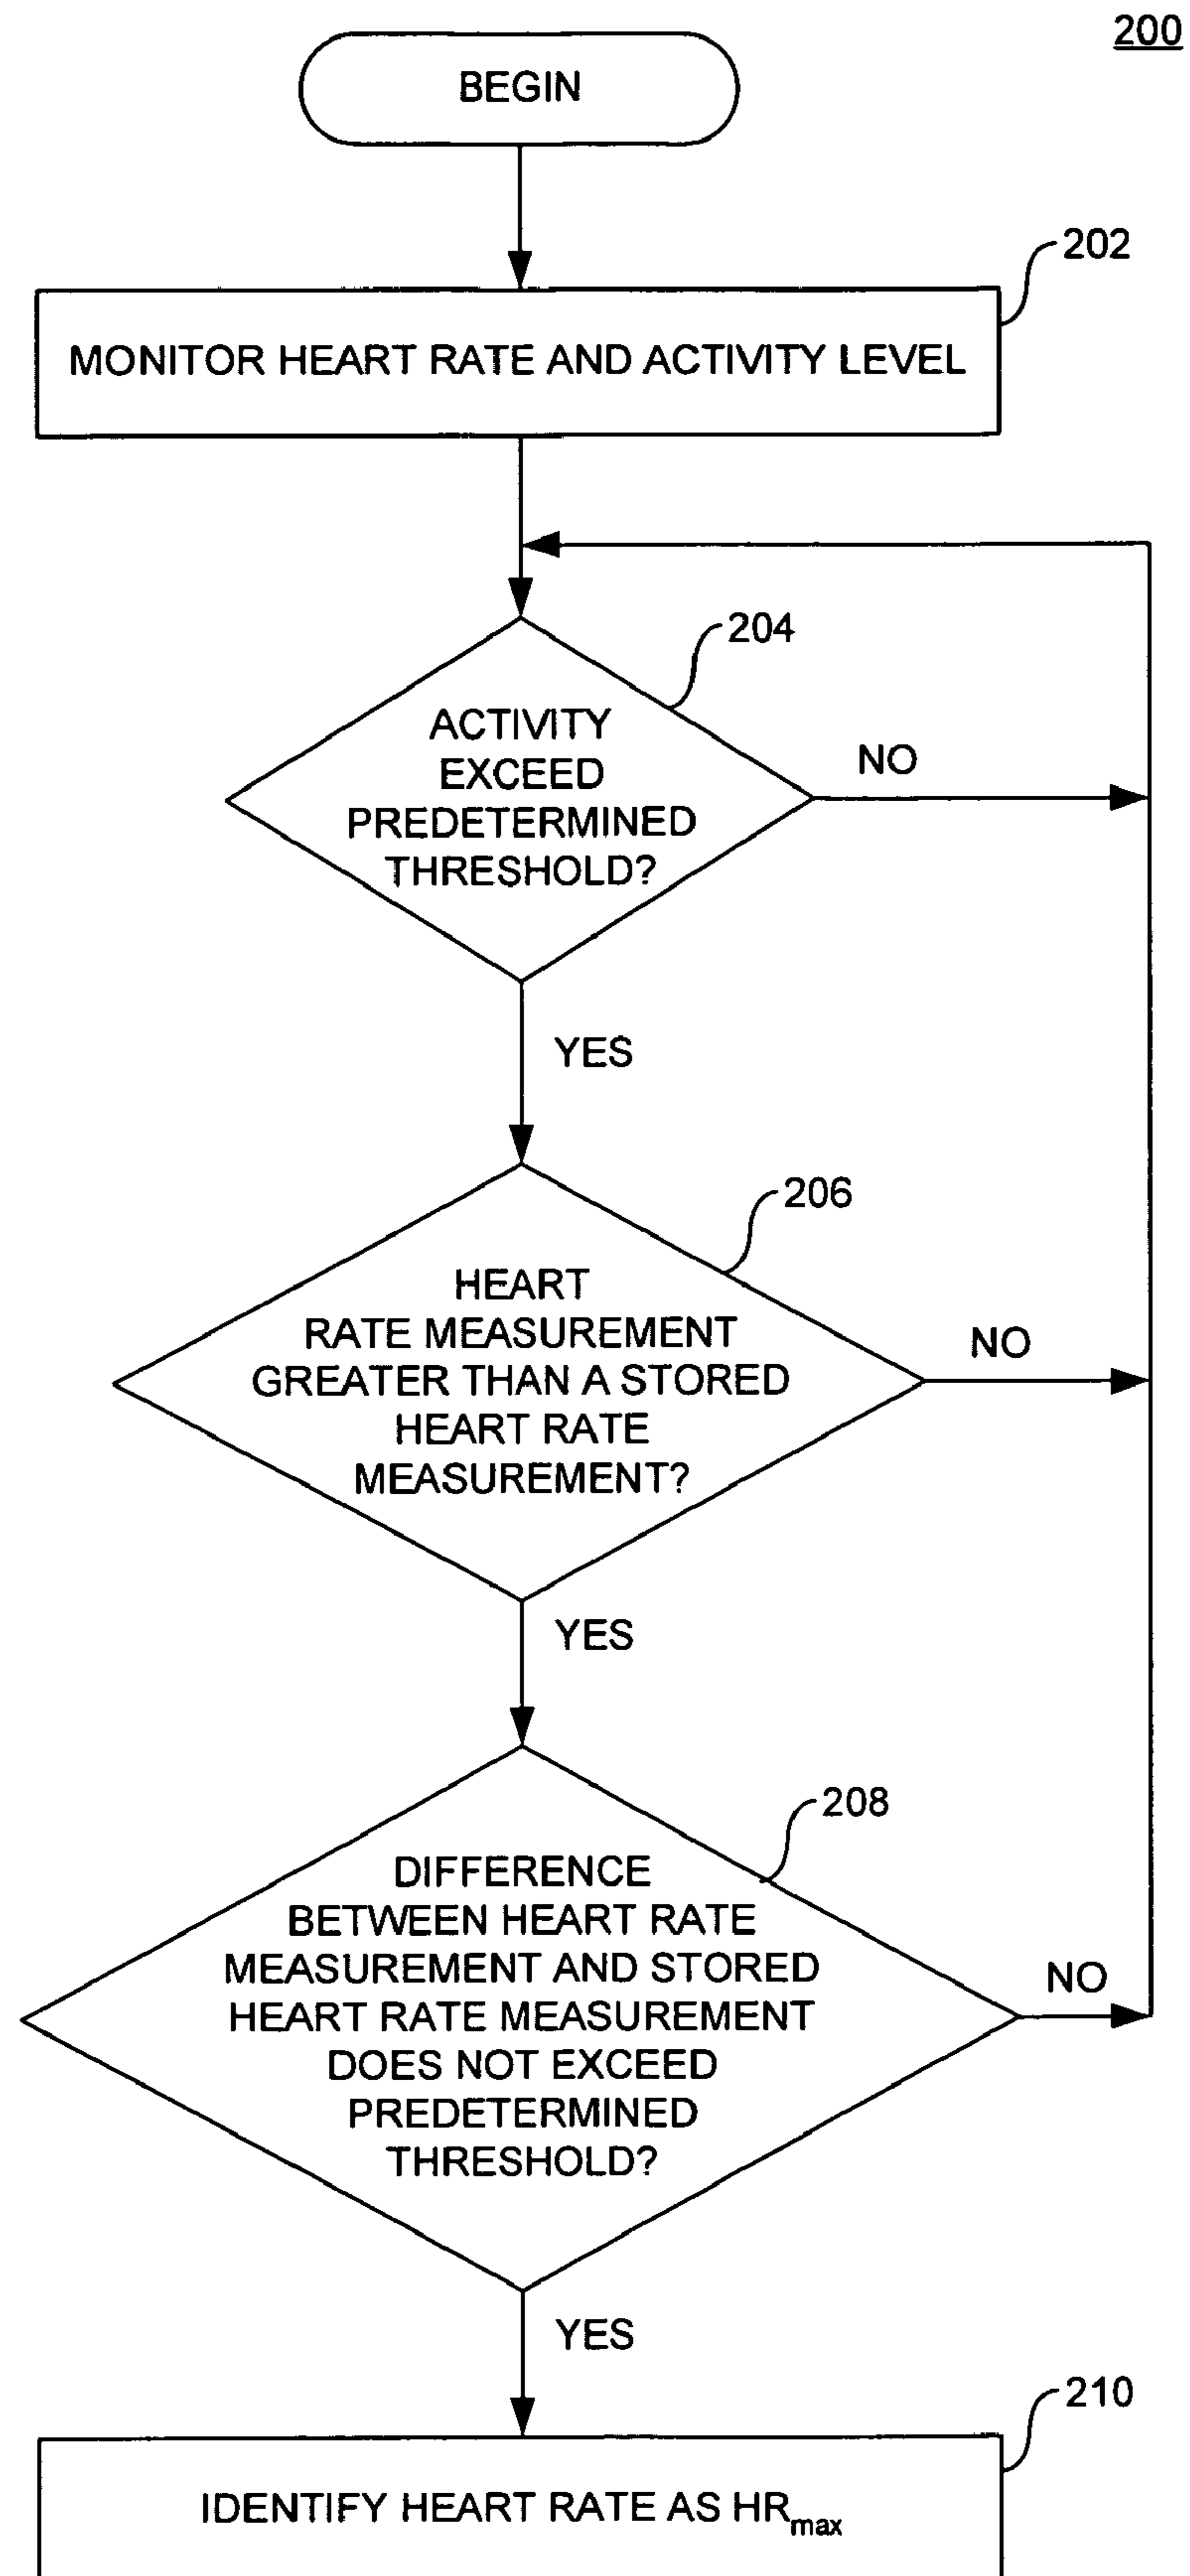 200
BEGIN
202
MONITOR HEART RATE AND ACTIVITY LEVEL
204
ACTIVITY
EXCEED
PREDETERMINED
THRESHOLD?
NO
YES
206
HEART
RATE MEASUREMENT
GREATER THAN A STORED
HEART RATE
MEASUREMENT?
NO
YES
208
DIFFERENCE
BETWEEN HEART RATE
MEASUREMENT AND STORED
HEART RATE MEASUREMENT
DOES NOT EXCEED
PREDETERMINED
THRESHOLD?
NO
YES
210
IDENTIFY HEART RATE AS HRmax